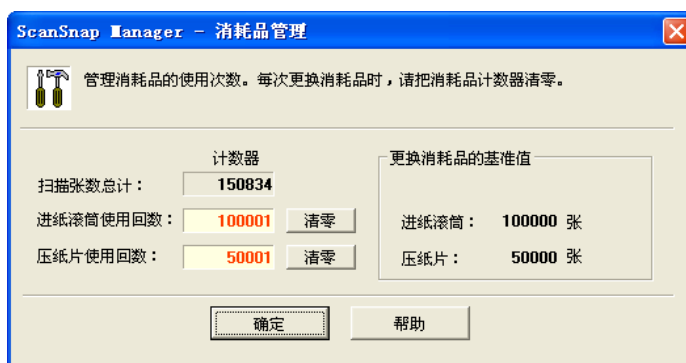 ScanSnap Manager - 消耗品管理
管理消耗品的使用次数。每次更换消耗品时，请把消耗品计数器清零。
计数器
扫描张数总计： 150834
进纸滚筒使用回数： 100001 清零
压纸片使用回数： 50001 清零
更换消耗品的基准值
进纸滚筒： 100000 张
压纸片： 50000 张
确定 帮助